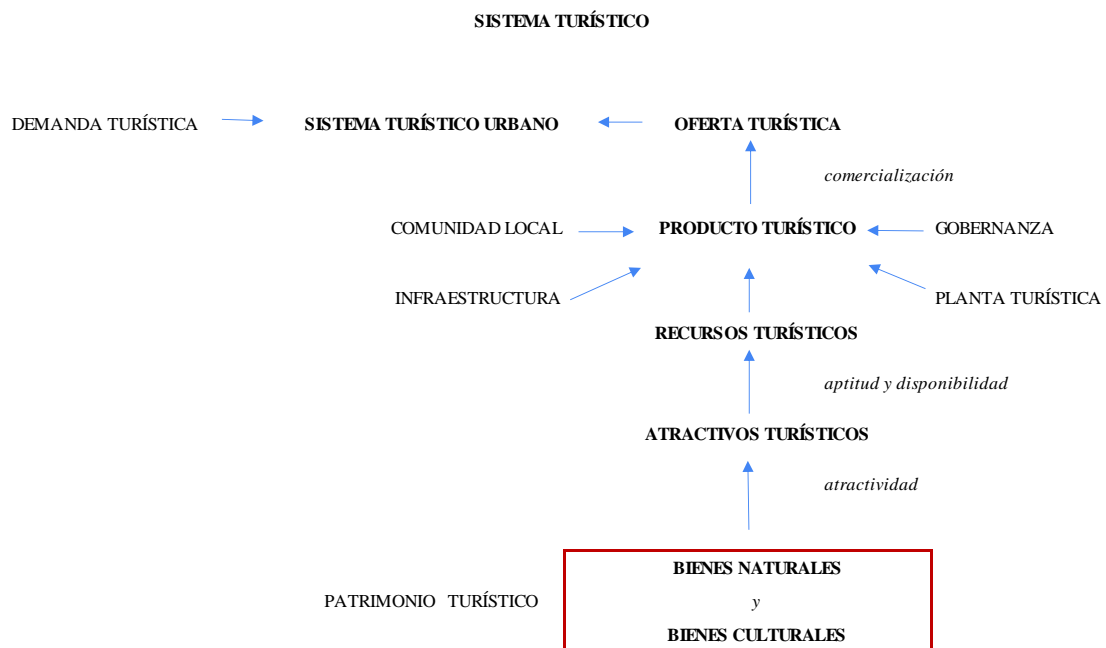 SISTEMA TURÍSTICO
DEMANDA TURÍSTICA SISTEMA TURÍSTICO URBANO OFERTA TURÍSTICA
comercialización
COMUNIDAD LOCAL PRODUCTO TURÍSTICO GOBERNANZA
INFRAESTRUCTURA PLANTA TURÍSTICA
RECURSOS TURÍSTICOS
aptitud y disponibilidad
ATRACTIVOS TURÍSTICOS
atractividad
BIENES NATURALES
PATRIMONIO TURÍSTICO y
BIENES CULTURALES